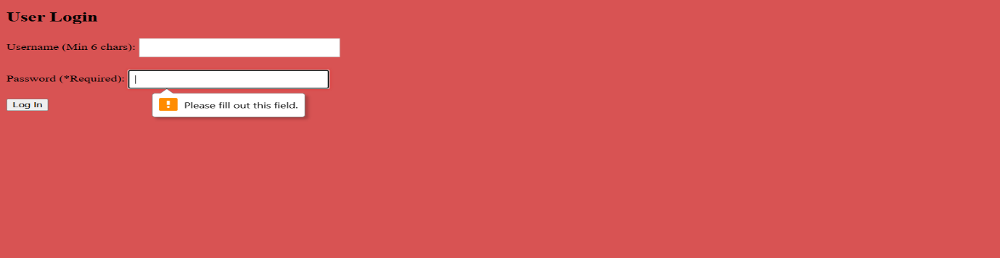 User Login
Username (Min 6 chars):
Password (*Required):
Please fill out this field.
Log In